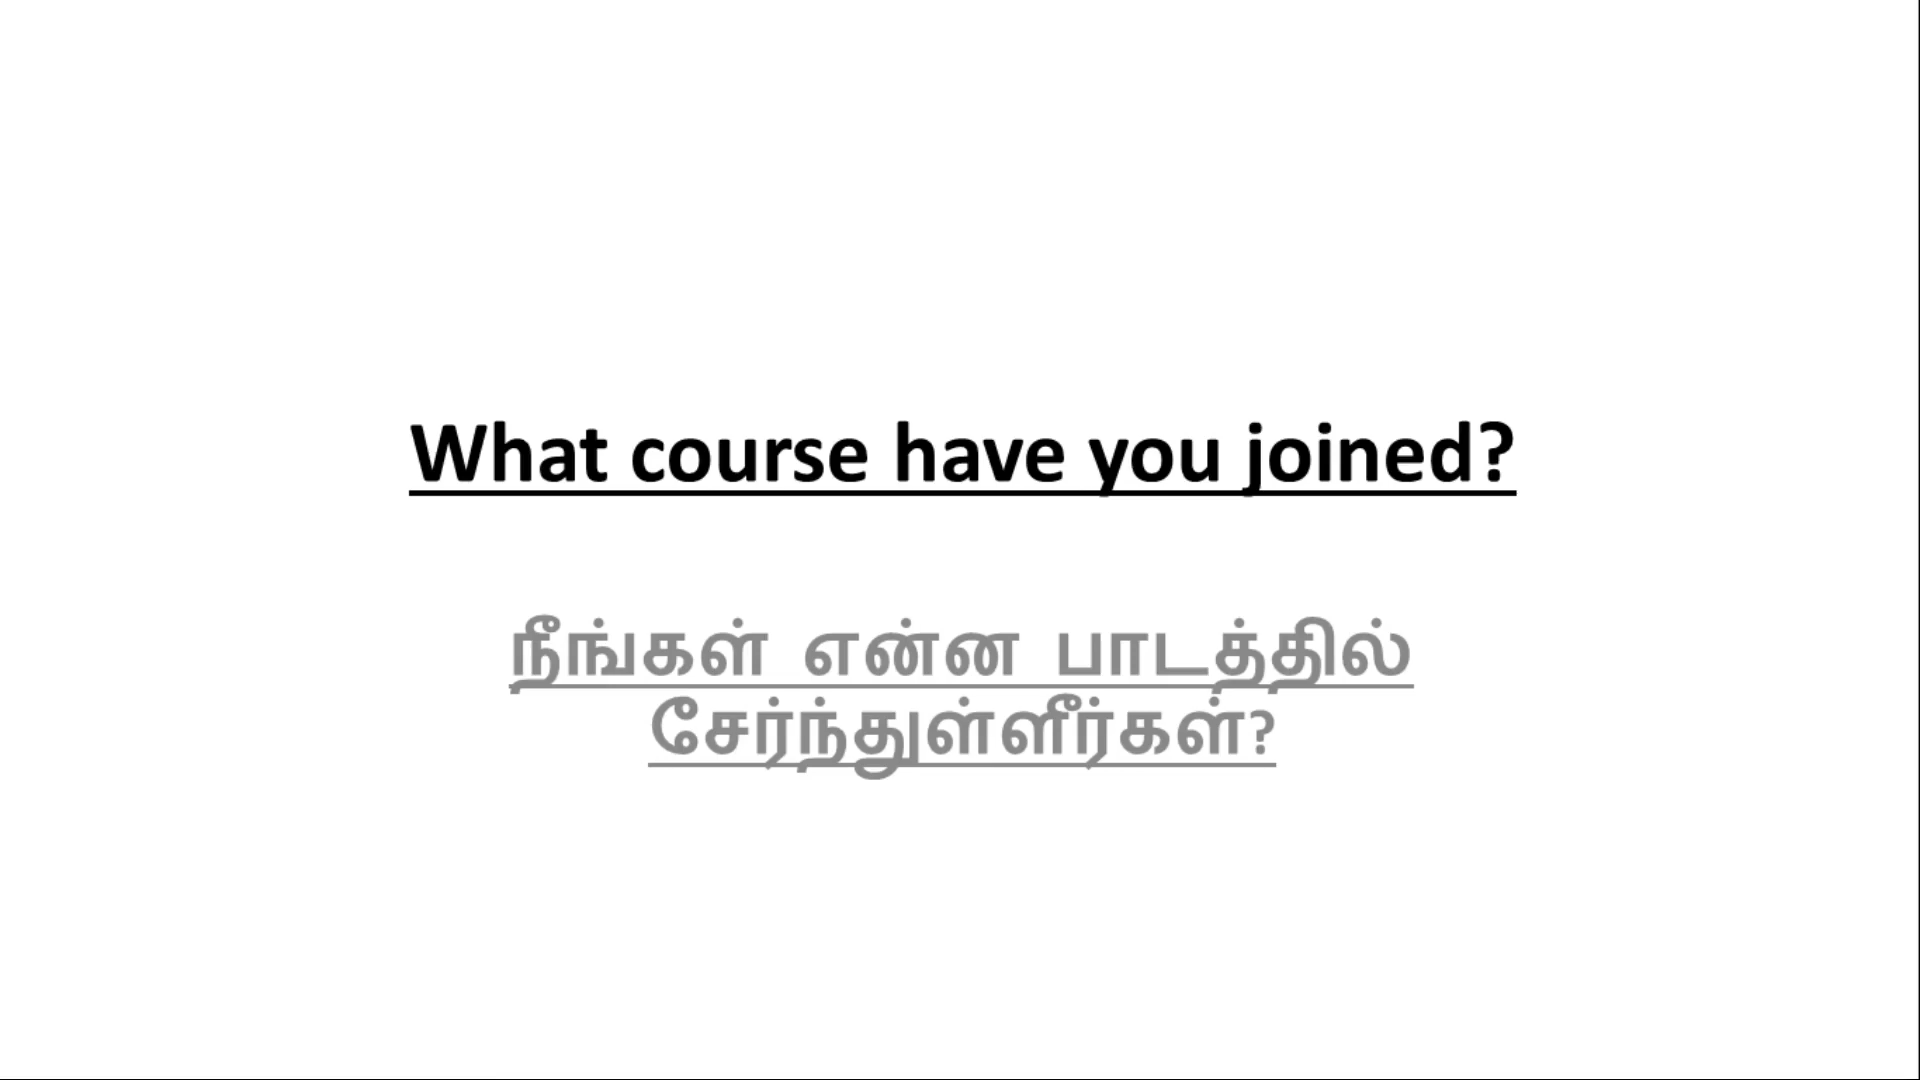 What course have you joined?
நீங்கள் என்ன பாடத்தில்
சேர்ந்துள்ளீர்கள்?